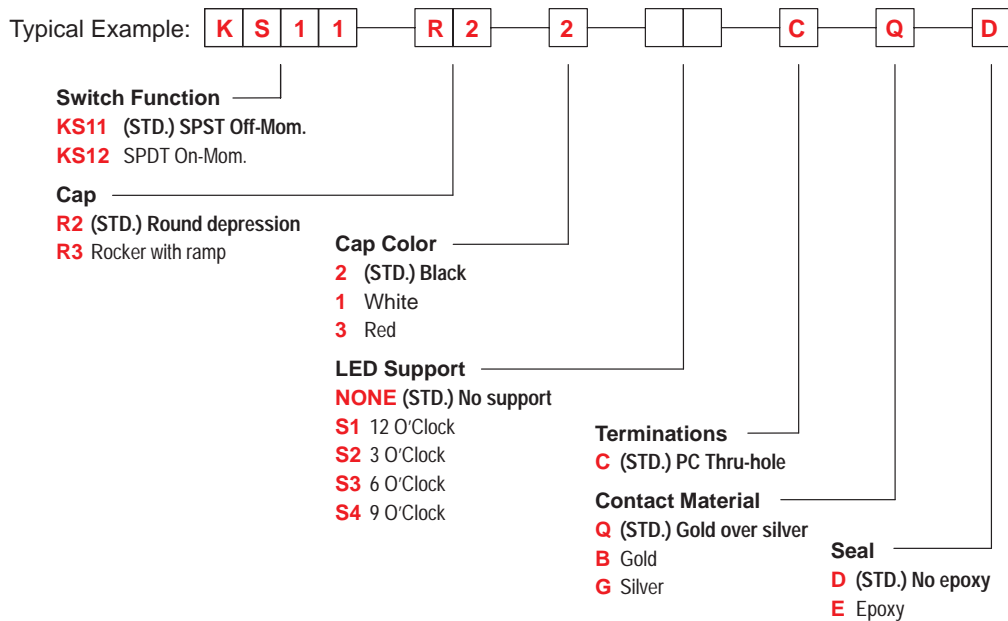 Typical Example: K S 1 1 R 2 2 C Q D
Switch Function
KS11 (STD.) SPST Off-Mom.
KS12 SPDT On-Mom.
Cap
R2 (STD.) Round depression
R3 Rocker with ramp
Cap Color
2 (STD.) Black
1 White
3 Red
LED Support
NONE (STD.) No support
S1 12 O'Clock
S2 3 O'Clock
S3 6 O'Clock
S4 9 O'Clock
Terminations
C (STD.) PC Thru-hole
Contact Material
Q (STD.) Gold over silver
B Gold
G Silver
Seal
D (STD.) No epoxy
E Epoxy